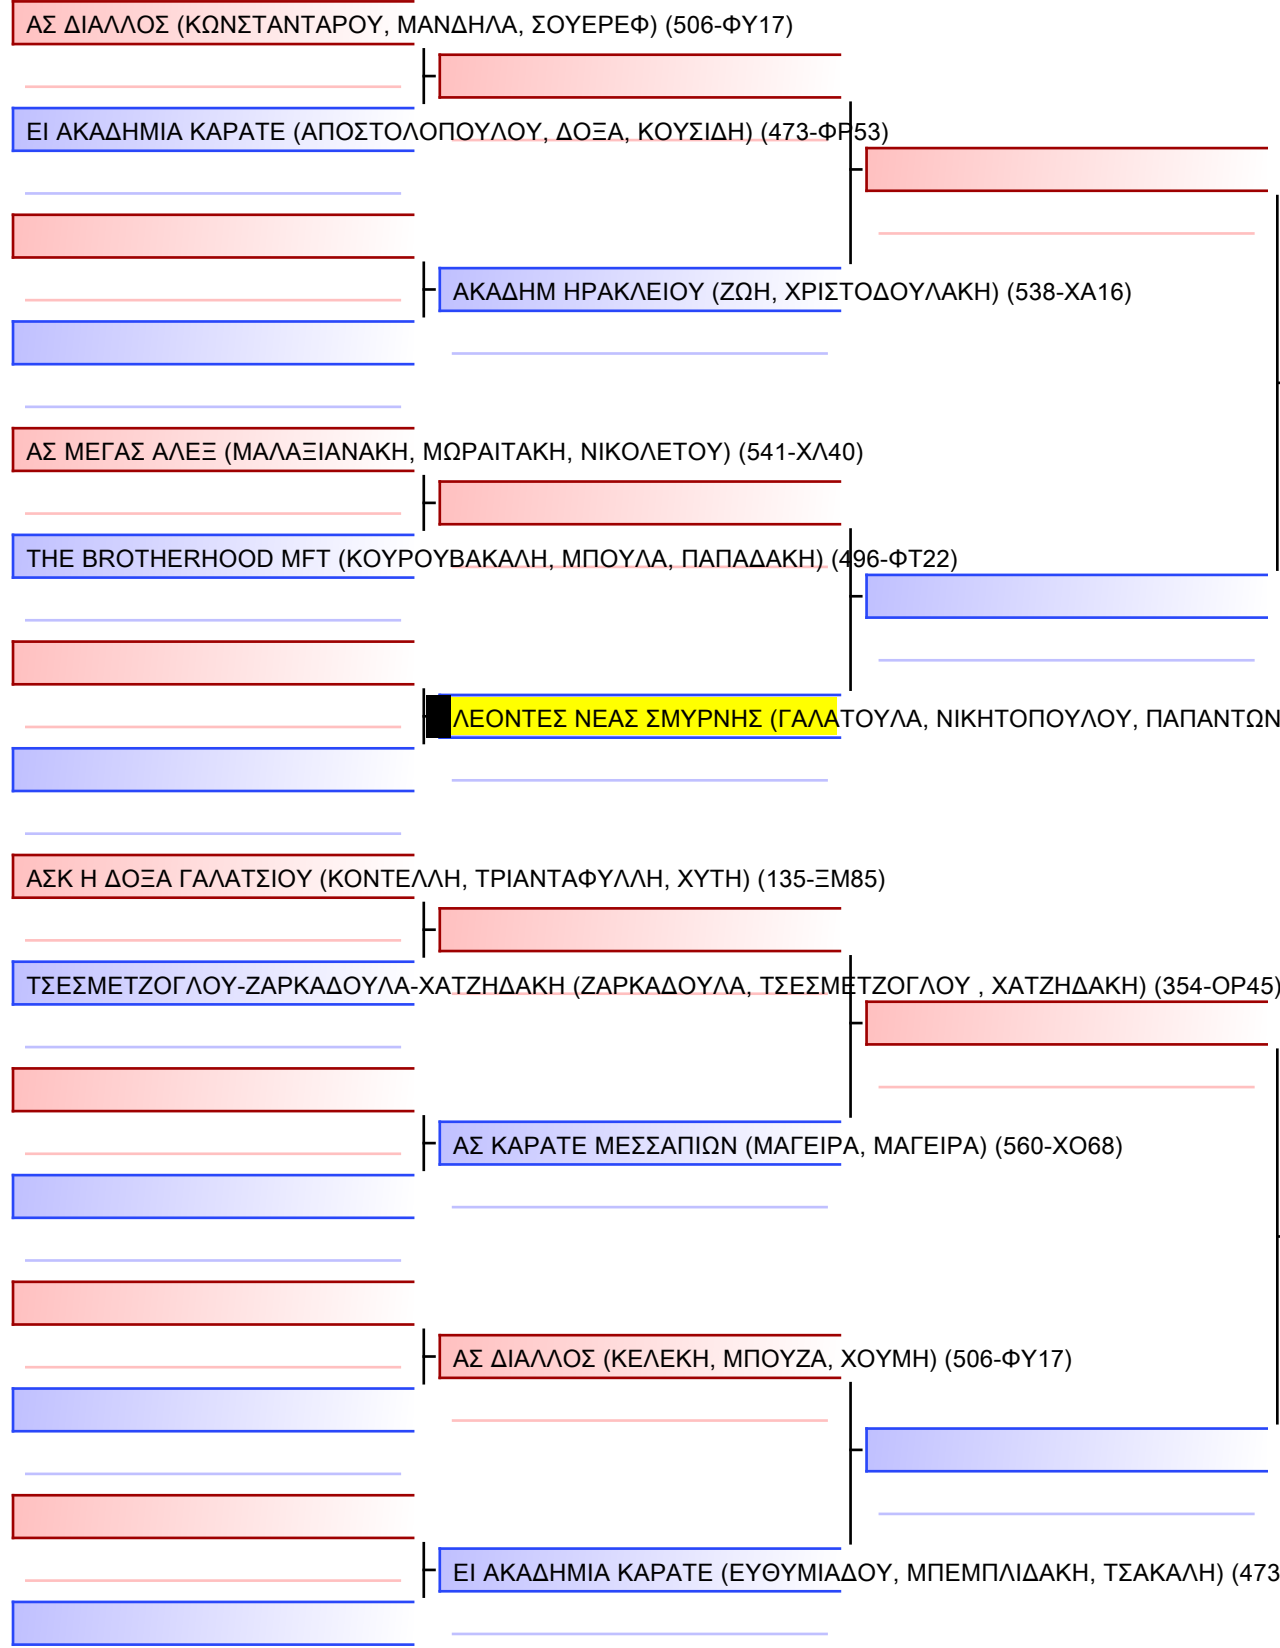 ΑΣ ΔΙΑΛΛΟΣ (ΚΩΝΣΤΑΝΤΑΡΟΥ, ΜΑΝΔΗΛΑ, ΣΟΥΕΡΕΦ) (506-ΦΥ17)
ΕΙ ΑΚΑΔΗΜΙΑ ΚΑΡΑΤΕ (ΑΠΟΣΤΟΛΟΠΟΥΛΟΥ, ΔΟΞΑ, ΚΟΥΣΙΔΗ) (473-ΦΡ53)
ΑΚΑΔΗΜ ΗΡΑΚΛΕΙΟΥ (ΖΩΗ, ΧΡΙΣΤΟΔΟΥΛΑΚΗ) (538-ΧΑ16)
ΑΣ ΜΕΓΑΣ ΑΛΕΞ (ΜΑΛΑΞΙΑΝΑΚΗ, ΜΩΡΑΙΤΑΚΗ, ΝΙΚΟΛΕΤΟΥ) (541-ΧΛ40)
THE BROTHERHOOD MFT (ΚΟΥΡΟΥΒΑΚΑΛΗ, ΜΠΟΥΛΑ, ΠΑΠΑΔΑΚΗ) (496-ΦΤ22)
ΛΕΟΝΤΕΣ ΝΕΑΣ ΣΜΥΡΝΗΣ (ΓΑΛΑΤΟΥΛΑ, ΝΙΚΗΤΟΠΟΥΛΟΥ, ΠΑΠΑΝΤΩΝ
ΑΣΚ Η ΔΟΞΑ ΓΑΛΑΤΣΙΟΥ (ΚΟΝΤΕΛΛΗ, ΤΡΙΑΝΤΑΦΥΛΛΗ, ΧΥΤΗ) (135-ΞΜ85)
ΤΣΕΣΜΕΤΖΟΓΛΟΥ-ΖΑΡΚΑΔΟΥΛΑ-ΧΑΤΖΗΔΑΚΗ (ΖΑΡΚΑΔΟΥΛΑ, ΤΣΕΣΜΕΤΖΟΓΛΟΥ , ΧΑΤΖΗΔΑΚΗ) (354-ΟΡ45)
ΑΣ ΚΑΡΑΤΕ ΜΕΣΣΑΠΙΩΝ (ΜΑΓΕΙΡΑ, ΜΑΓΕΙΡΑ) (560-ΧΟ68)
ΑΣ ΔΙΑΛΛΟΣ (ΚΕΛΕΚΗ, ΜΠΟΥΖΑ, ΧΟΥΜΗ) (506-ΦΥ17)
ΕΙ ΑΚΑΔΗΜΙΑ ΚΑΡΑΤΕ (ΕΥΘΥΜΙΑΔΟΥ, ΜΠΕΜΠΛΙΔΑΚΗ, ΤΣΑΚΑΛΗ) (473